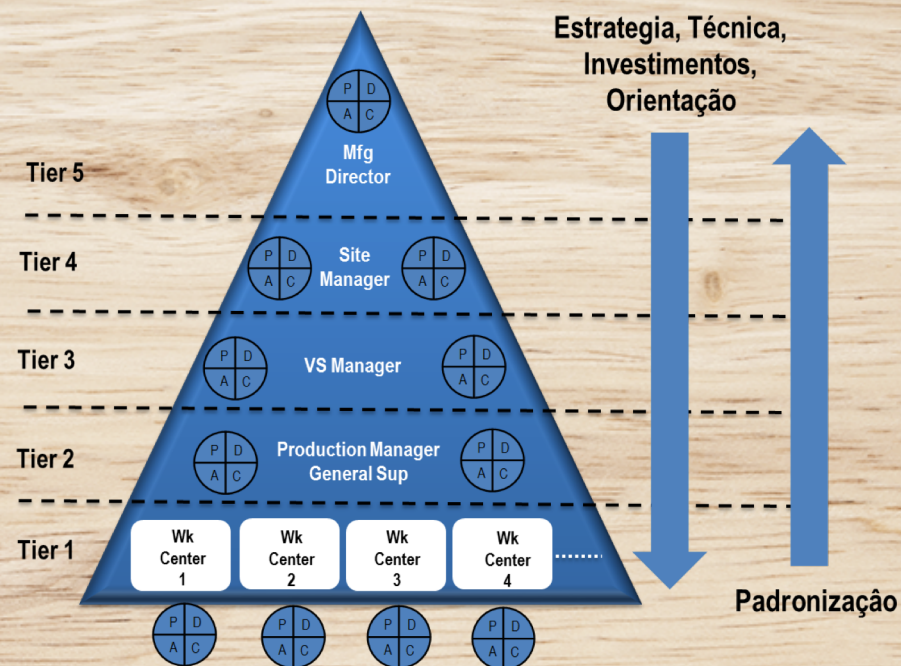 Estrategia, Técnica,
Investimentos,
Orientação
P D
A C
Mfg
Director
Tier 5
Tier 4
P D
A C
Site
Manager
P D
A C
Tier 3
P D
A C
VS Manager
P D
A C
Tier 2
P D
A C
Production Manager
General Sup
P D
A C
Tier 1
Wk
Center
1
Wk
Center
2
Wk
Center
3
Wk
Center
4
Padronizaçâo
P D
A C
P D
A C
P D
A C
P D
A C